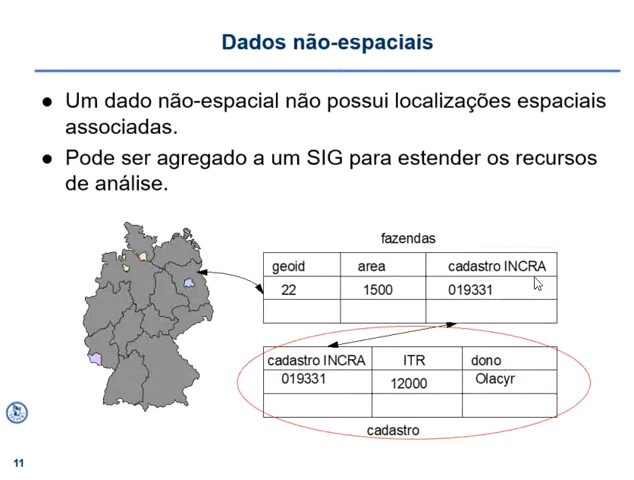 Dados não-espaciais
● Um dado não-espacial não possui localizações espaciais
associadas.
● Pode ser agregado a um SIG para estender os recursos
de análise.
fazendas
geoid area cadastro INCRA
22 1500 019331
cadastro INCRA ITR dono
019331 12000 Olacyr
cadastro
11